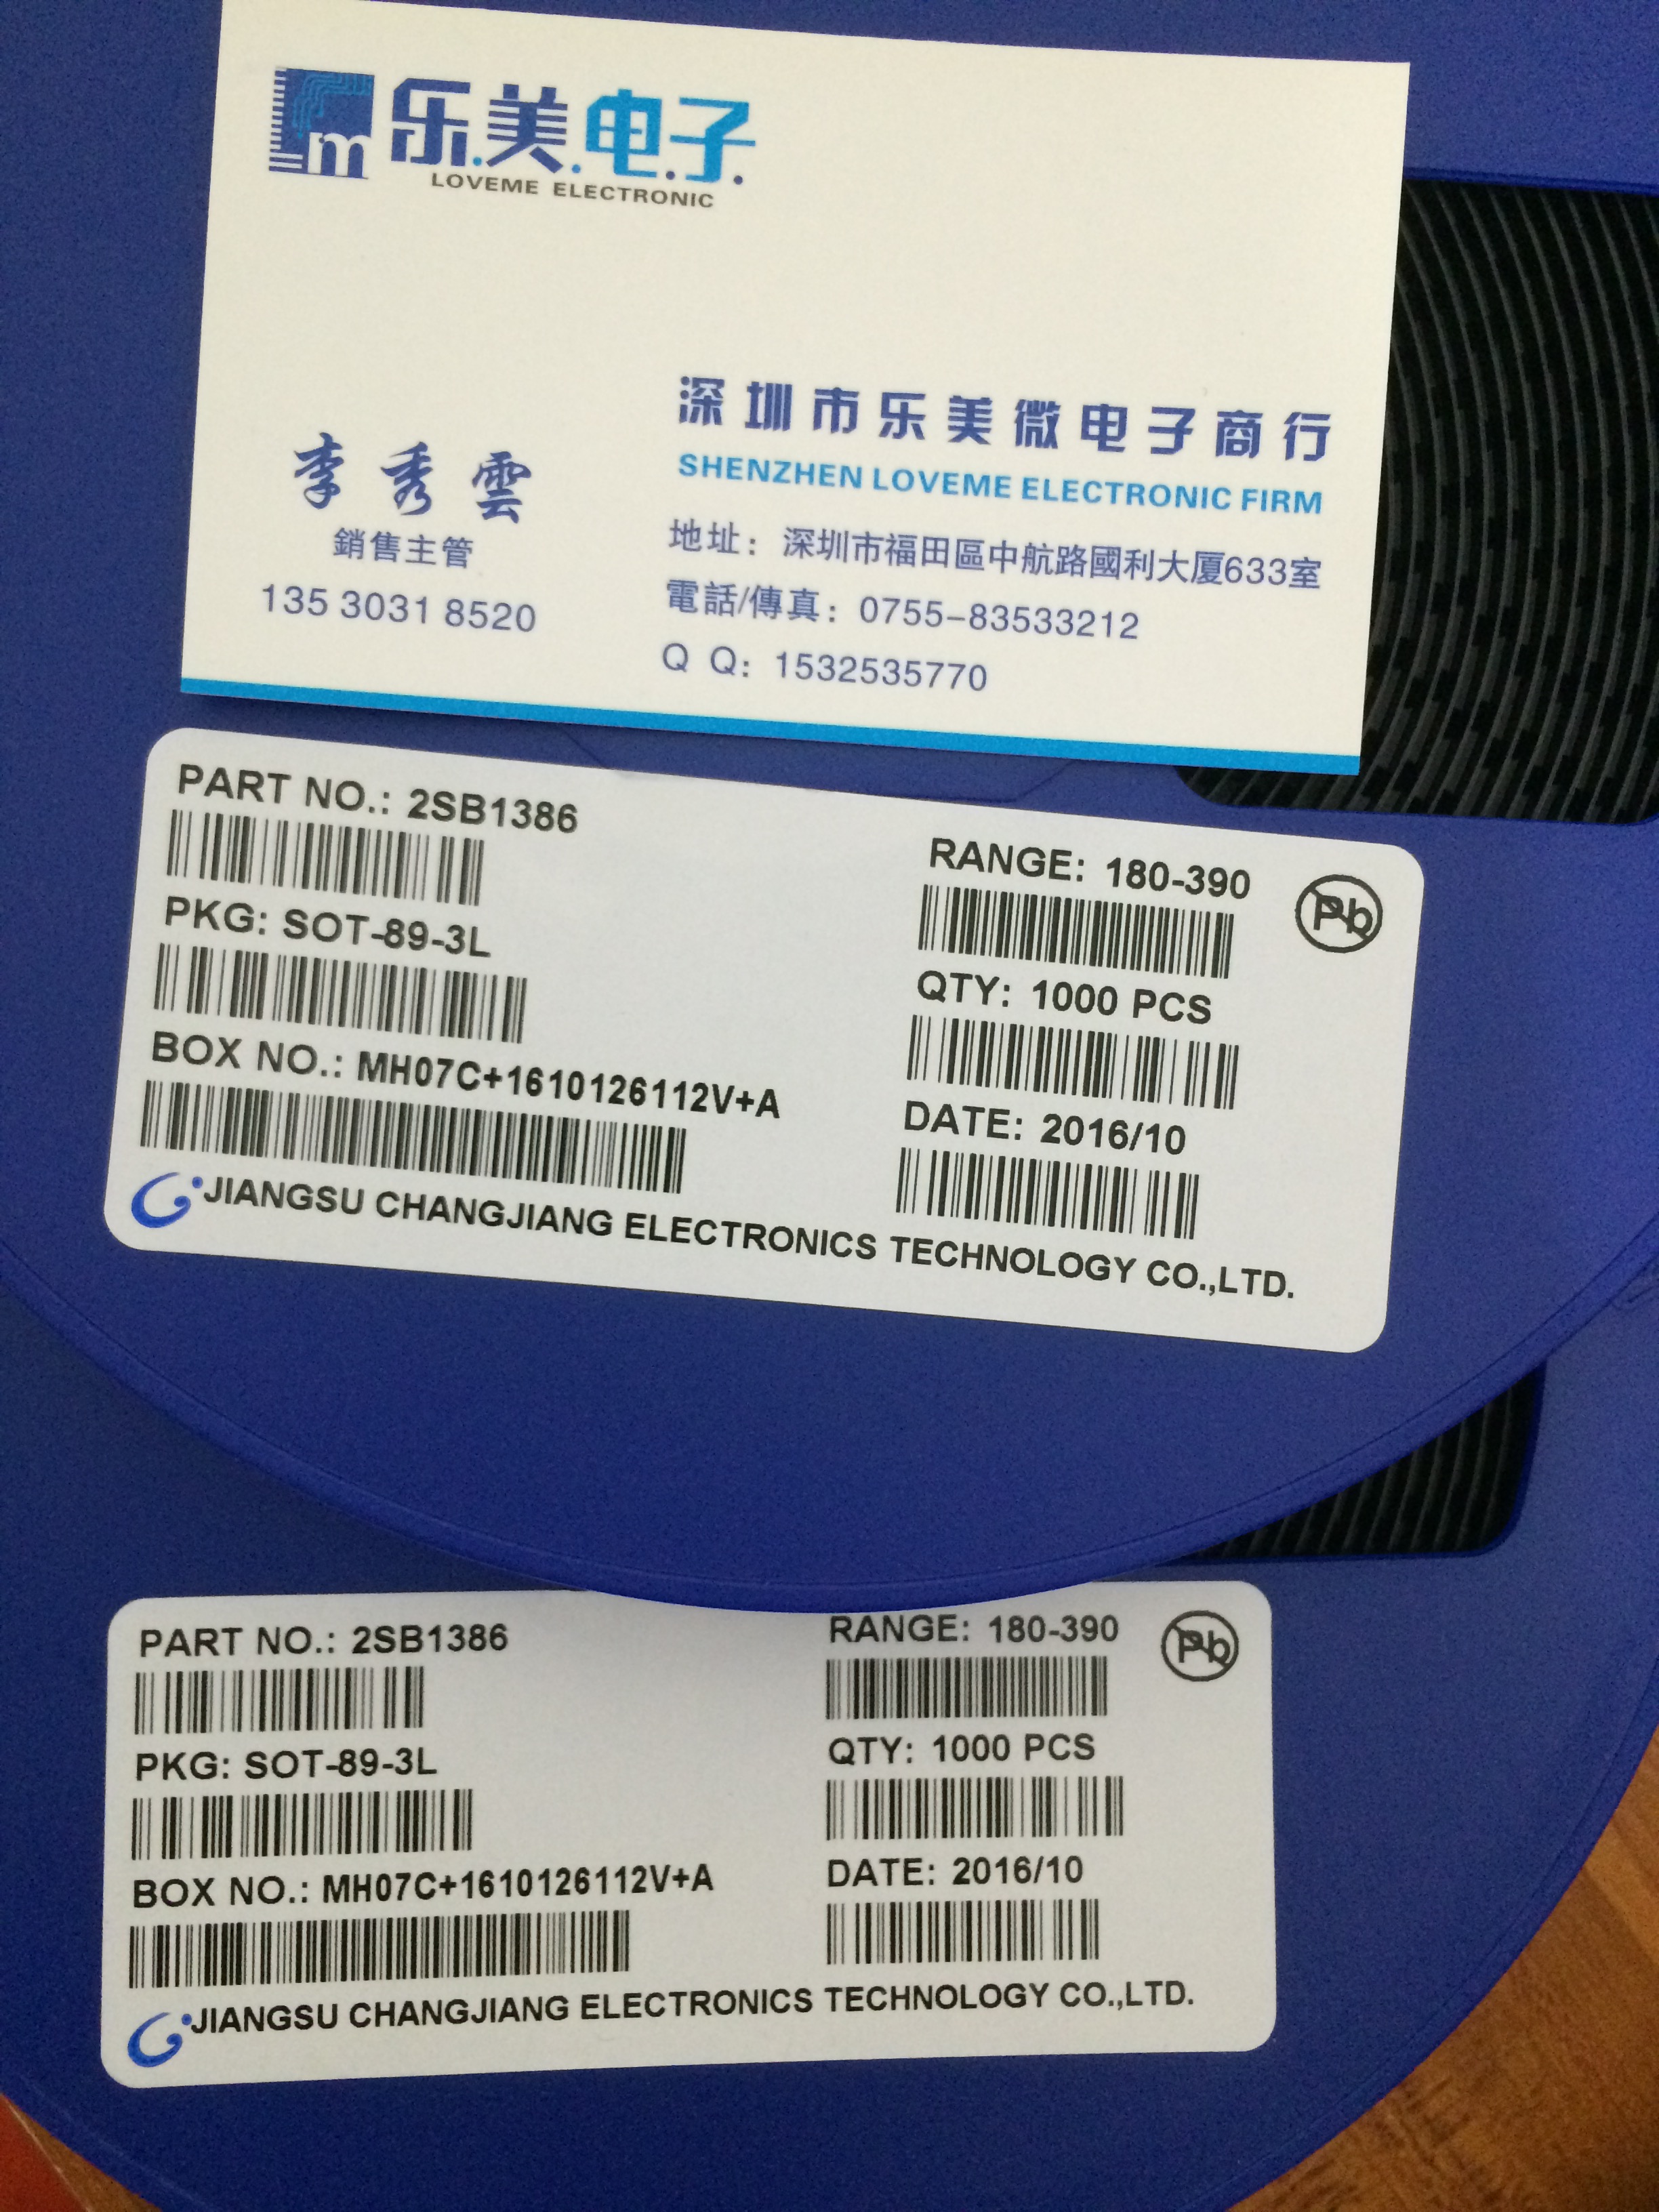 m 乐.美.电.子.
LOVEME ELECTRONIC
深圳市乐美微电子商行
SHENZHEN LOVEME ELECTRONIC FIRM
李秀雲
銷售主管
135 3031 8520
地址：深圳市福田區中航路國利大厦633室
電話/傳真：0755-83533212
Q Q：1532535770
PART NO.: 2SB1386
RANGE: 180-390
Pb
PKG: SOT-89-3L
QTY: 1000 PCS
BOX NO.: MH07C+1610126112V+A
DATE: 2016/10
JIANGSU CHANGJIANG ELECTRONICS TECHNOLOGY CO.,LTD.
PART NO.: 2SB1386
RANGE: 180-390
Pb
PKG: SOT-89-3L
QTY: 1000 PCS
BOX NO.: MH07C+1610126112V+A
DATE: 2016/10
JIANGSU CHANGJIANG ELECTRONICS TECHNOLOGY CO.,LTD.